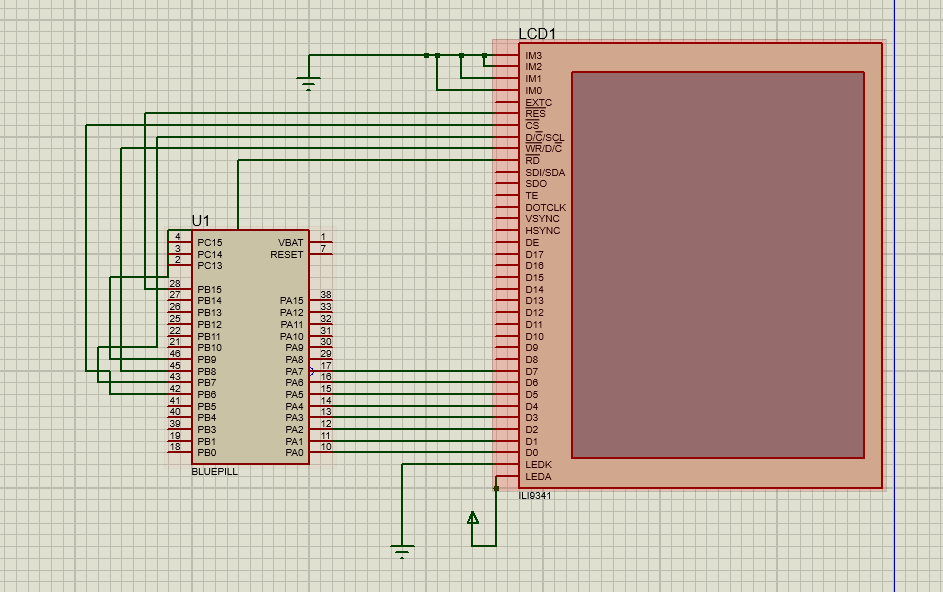 LCD1
IM3
IM2
IM1
IM0
EXTC
RES
CS
D/C/SCL
WR/D/C
RD
SDI/SDA
SDO
TE
DOTCLK
VSYNC
HSYNC
DE
D17
D16
D15
D14
D13
D12
D11
D10
D9
D8
D7
D6
D5
D4
D3
D2
D1
D0
LEDK
LEDA
ILI9341
U1
4 PC15 VBAT 1
3 PC14 RESET 7
2 PC13
28 PB15
27 PB14 PA15 38
26 PB13 PA12 33
25 PB12 PA11 32
22 PB11 PA10 31
21 PB10 PA9 30
46 PB9 PA8 29
45 PB8 PA7 17
43 PB7 PA6 16
42 PB6 PA5 15
41 PB5 PA4 14
40 PB4 PA3 13
39 PB3 PA2 12
19 PB1 PA1 11
18 PB0 PA0 10
BLUEPILL